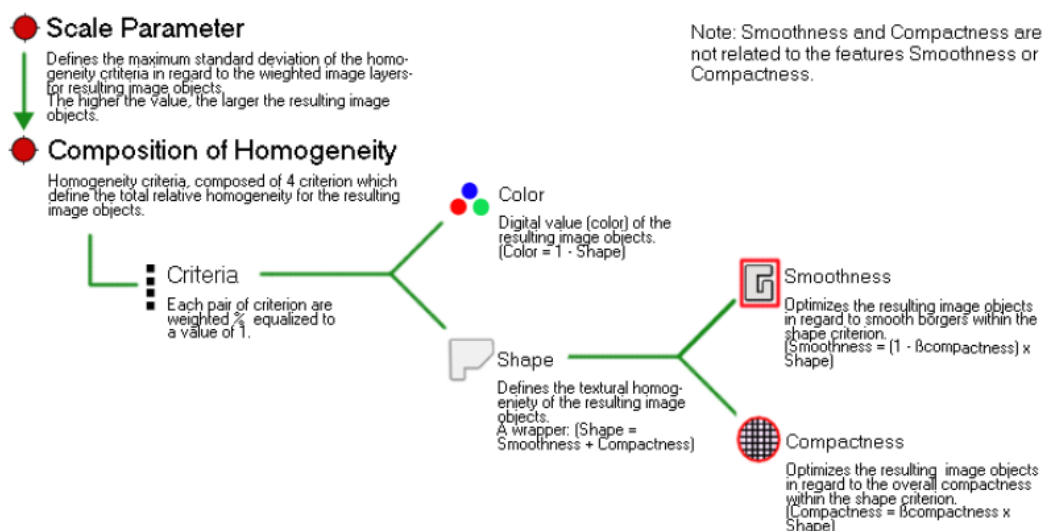 Scale Parameter
Defines the maximum standard deviation of the homo-
geneity critiria in regard to the wieghted image layers-
for resulting image objects.
The higher the value, the larger the resulting image
objects.
Note: Smoothness and Compactness are
not related to the features Smoothness or
Compactness.
Composition of Homogeneity
Homogeneity criteria, composed of 4 criterion which
define the total relative homogeneity for the resulting
image objects.
Criteria
Each pair of criterion are
weighted % equalized to
a value of 1.
Color
Digital value (color) of the
resulting image objects.
(Color = 1 - Shape)
Shape
Defines the textural homog-
eniety of the resulting image
objects.
A wrapper: (Shape =
Smoothness + Compactness)
Smoothness
Optimizes the resulting image objects
in regard to smooth borgers within the
shape criterion.
(Smoothness = (1 - ßcompactness) x
Shape)
Compactness
Optimizes the resulting image objects
in regard to the overall compactness
within the shape criterion.
(Compactness = ßcompactness x
Shape)